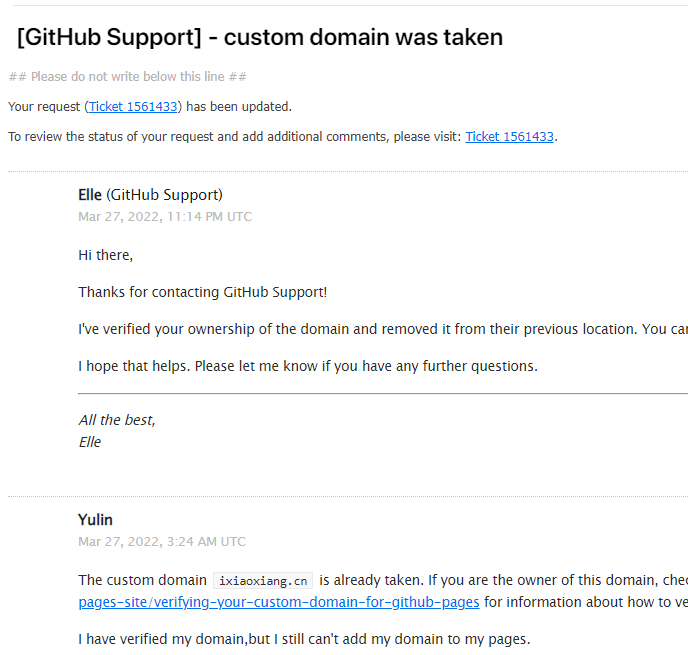 [GitHub Support] - custom domain was taken
## Please do not write below this line ##
Your request (Ticket 1561433) has been updated.
To review the status of your request and add additional comments, please visit: Ticket 1561433.
Elle (GitHub Support)
Mar 27, 2022, 11:14 PM UTC
Hi there,
Thanks for contacting GitHub Support!
I've verified your ownership of the domain and removed it from their previous location. You
I hope that helps. Please let me know if you have any further questions.
All the best,
Elle
Yulin
Mar 27, 2022, 3:24 AM UTC
The custom domain ixiaoxiang.cn is already taken. If you are the owner of this domain,
pages-site/verifying-your-custom-domain-for-github-pages for information about how to
I have verified my domain,but I still can't add my domain to my pages.